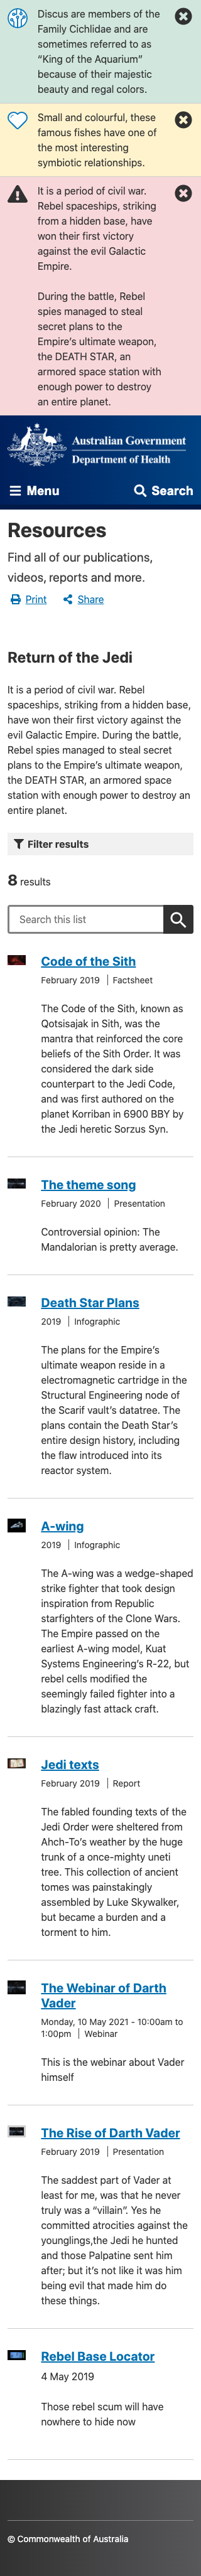 Discus are members of the
Family Cichlidae and are
sometimes referred to as
“King of the Aquarium”
because of their majestic
beauty and regal colors.
Small and colourful, these
famous fishes have one of
the most interesting
symbiotic relationships.
It is a period of civil war.
Rebel spaceships, striking
from a hidden base, have
won their first victory
against the evil Galactic
Empire.
During the battle, Rebel
spies managed to steal
secret plans to the
Empire’s ultimate weapon,
the DEATH STAR, an
armored space station with
enough power to destroy
an entire planet.
Australian Government
Department of Health
Menu
Search
Resources
Find all of our publications,
videos, reports and more.
Print Share
Return of the Jedi
It is a period of civil war. Rebel
spaceships, striking from a hidden base,
have won their first victory against the
evil Galactic Empire. During the battle,
Rebel spies managed to steal secret
plans to the Empire’s ultimate weapon,
the DEATH STAR, an armored space
station with enough power to destroy an
entire planet.
Filter results
8 results
Search this list
Code of the Sith
February 2019 | Factsheet
The Code of the Sith, known as
Qotsisajak in Sith, was the
mantra that reinforced the core
beliefs of the Sith Order. It was
considered the dark side
counterpart to the Jedi Code,
and was first authored on the
planet Korriban in 6900 BBY by
the Jedi heretic Sorzus Syn.
The theme song
February 2020 | Presentation
Controversial opinion: The
Mandalorian is pretty average.
Death Star Plans
2019 | Infographic
The plans for the Empire’s
ultimate weapon reside in a
electromagnetic cartridge in the
Structural Engineering node of
the Scarif vault’s datatree. The
plans contain the Death Star’s
entire design history, including
the flaw introduced into its
reactor system.
A-wing
2019 | Infographic
The A-wing was a wedge-shaped
strike fighter that took design
inspiration from Republic
starfighters of the Clone Wars.
The Empire passed on the
earliest A-wing model, Kuat
Systems Engineering’s R-22, but
rebel cells modified the
seemingly failed fighter into a
blazingly fast attack craft.
Jedi texts
February 2019 | Report
The fabled founding texts of the
Jedi Order were sheltered from
Ahch-To’s weather by the huge
trunk of a once-mighty uneti
tree. This collection of ancient
tomes was painstakingly
assembled by Luke Skywalker,
but became a burden and a
torment to him.
The Webinar of Darth
Vader
Monday, 10 May 2021 - 10:00am to
1:00pm | Webinar
This is the webinar about Vader
himself
The Rise of Darth Vader
February 2019 | Presentation
The saddest part of Vader at
least for me, was that he never
truly was a “villain”. Yes he
committed atrocities against the
younglings,the Jedi he hunted
and those Palpatine sent him
after; but it’s not like it was him
being evil that made him do
these things.
Rebel Base Locator
4 May 2019
Those rebel scum will have
nowhere to hide now
© Commonwealth of Australia